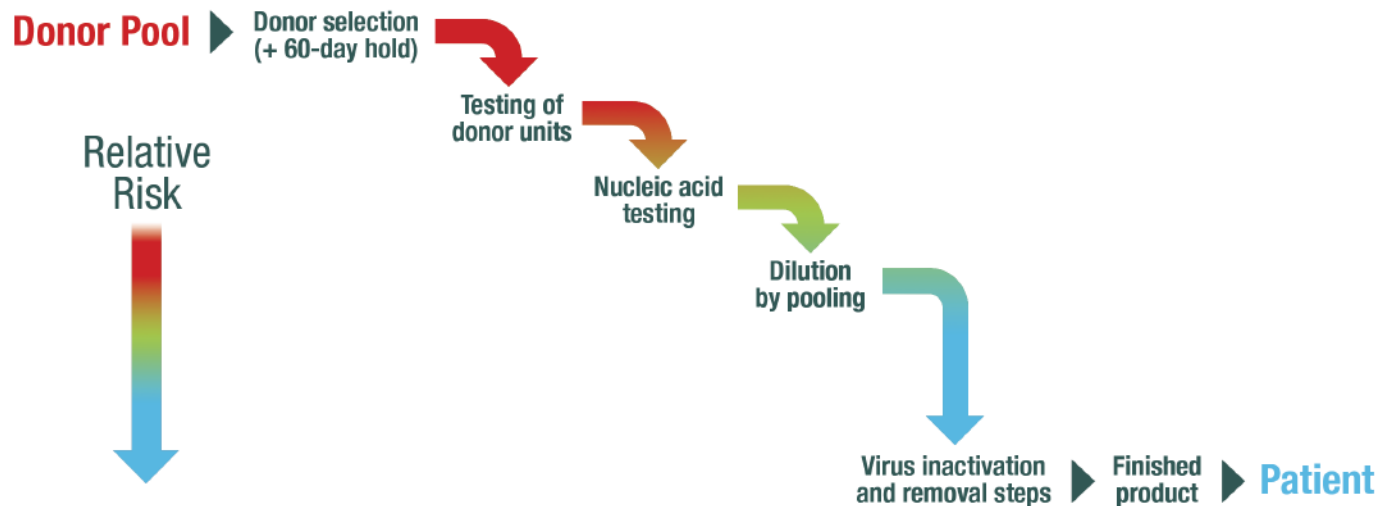 Donor Pool
Donor selection
(+ 60-day hold)
Testing of
donor units
Relative
Risk
Nucleic acid
testing
Dilution
by pooling
Virus inactivation
and removal steps
Finished
product
Patient